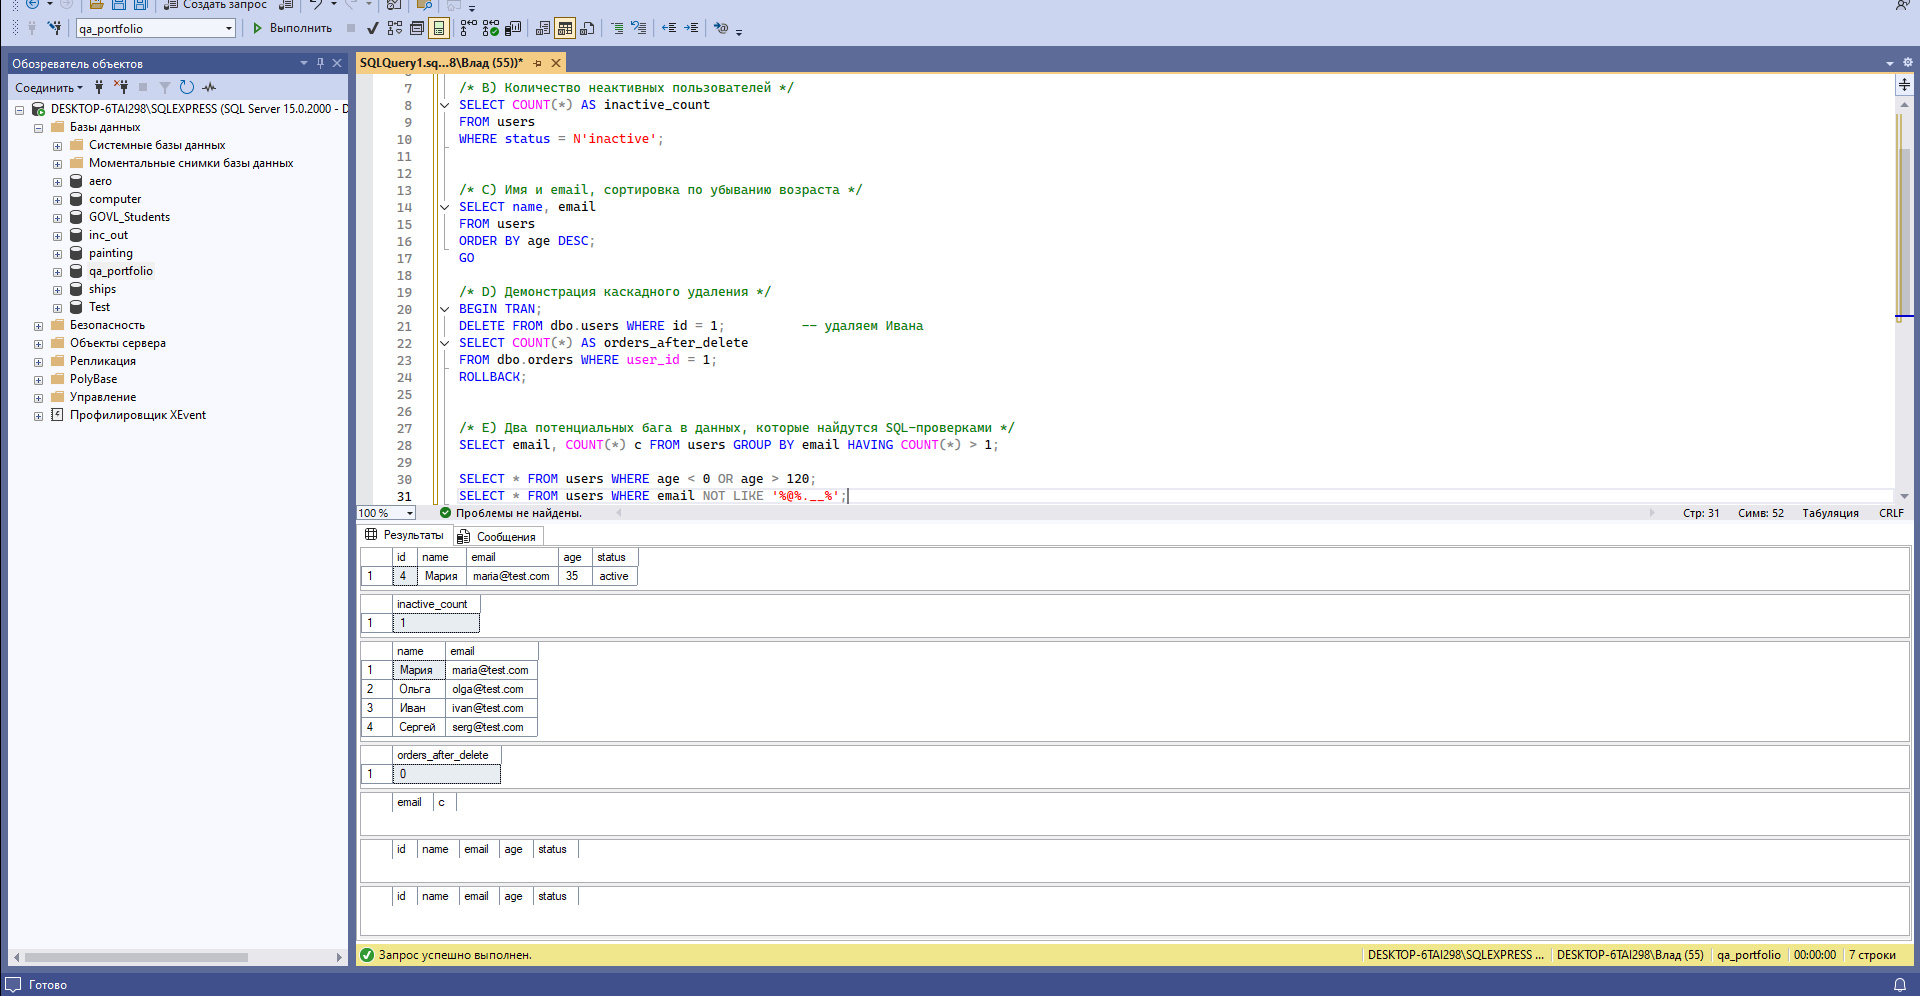 Создать запрос
qa_portfolio
Выполнить
Обозреватель объектов
Соединить
DESKTOP-6TAI298\SQLEXPRESS (SQL Server 15.0.2000 - D
Базы данных
Системные базы данных
Моментальные снимки базы данных
aero
computer
GOVL_Students
inc_out
painting
qa_portfolio
ships
Test
Безопасность
Объекты сервера
Репликация
PolyBase
Управление
Профилировщик XEvent
SQLQuery1.sq...8\Влад (55))*
7 /* B) Количество неактивных пользователей */
8 SELECT COUNT(*) AS inactive_count
9 FROM users
10 WHERE status = N'inactive';
11
12
13 /* C) Имя и email, сортировка по убыванию возраста */
14 SELECT name, email
15 FROM users
16 ORDER BY age DESC;
17 GO
18
19 /* D) Демонстрация каскадного удаления */
20 BEGIN TRAN;
21 DELETE FROM dbo.users WHERE id = 1; -- удаляем Ивана
22 SELECT COUNT(*) AS orders_after_delete
23 FROM dbo.orders WHERE user_id = 1;
24 ROLLBACK;
25
26
27 /* E) Два потенциальных бага в данных, которые найдутся SQL-проверками */
28 SELECT email, COUNT(*) c FROM users GROUP BY email HAVING COUNT(*) > 1;
29
30 SELECT * FROM users WHERE age < 0 OR age > 120;
31 SELECT * FROM users WHERE email NOT LIKE '%@%.__%';
100 % Проблемы не найдены. Стр: 31 Симв: 52 Табуляция CRLF
Результаты Сообщения
id name email age status
1 4 Мария maria@test.com 35 active
inactive_count
1 1
name email
1 Мария maria@test.com
2 Ольга olga@test.com
3 Иван ivan@test.com
4 Сергей serg@test.com
orders_after_delete
1 0
email c
id name email age status
id name email age status
Запрос успешно выполнен. DESKTOP-6TAI298\SQLEXPRESS ... DESKTOP-6TAI298\Влад (55) qa_portfolio 00:00:00 7 строки
Готово